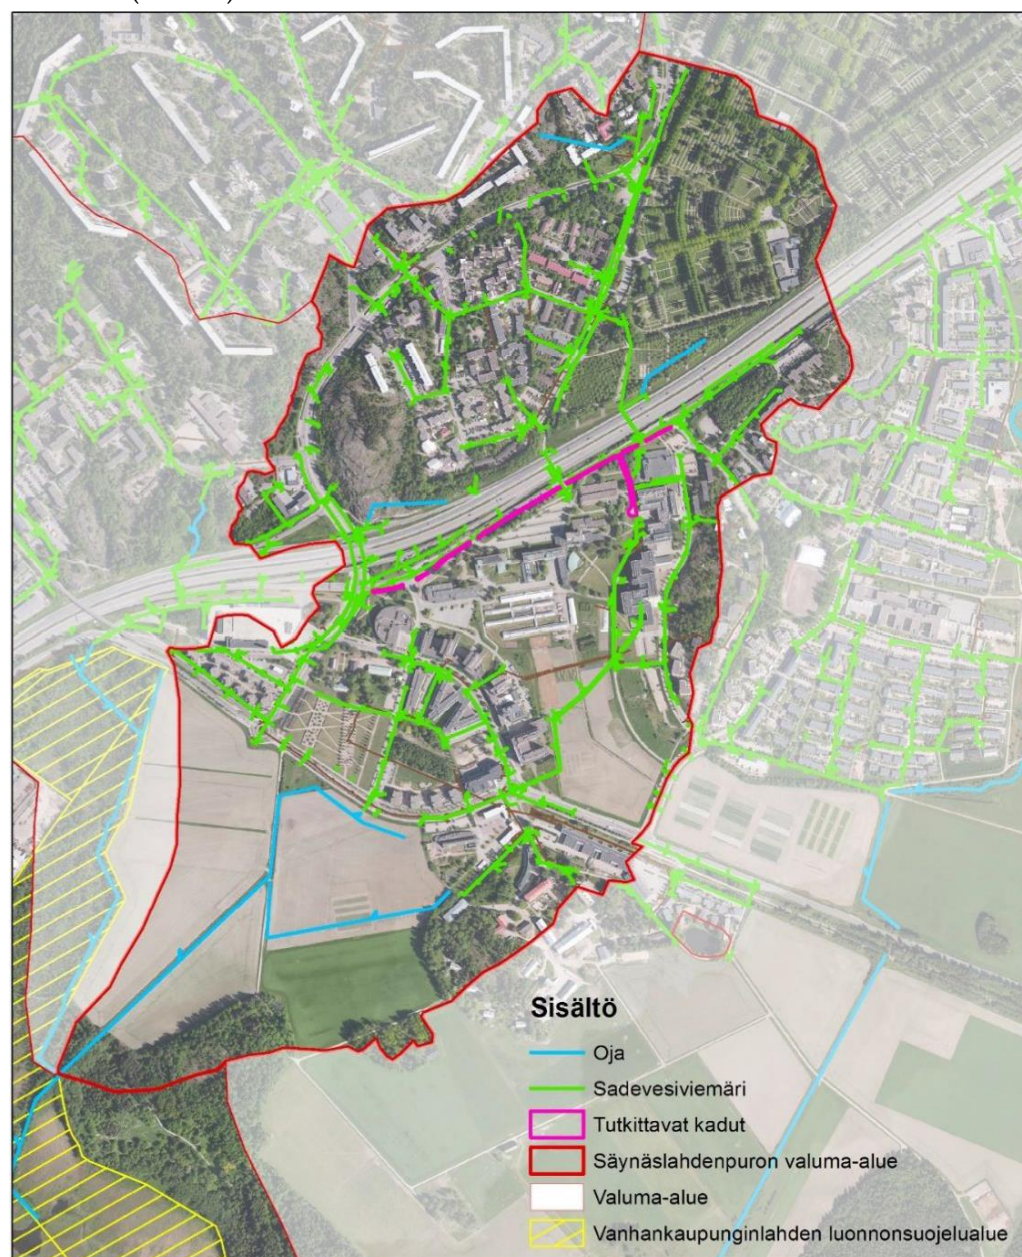 Sisältö
Oja
Sadevesiviemäri
Tutkittavat kadut
Säynäslahdenpuron valuma-alue
Valuma-alue
Vanhankaupunginlahden luonnonsuojelualue